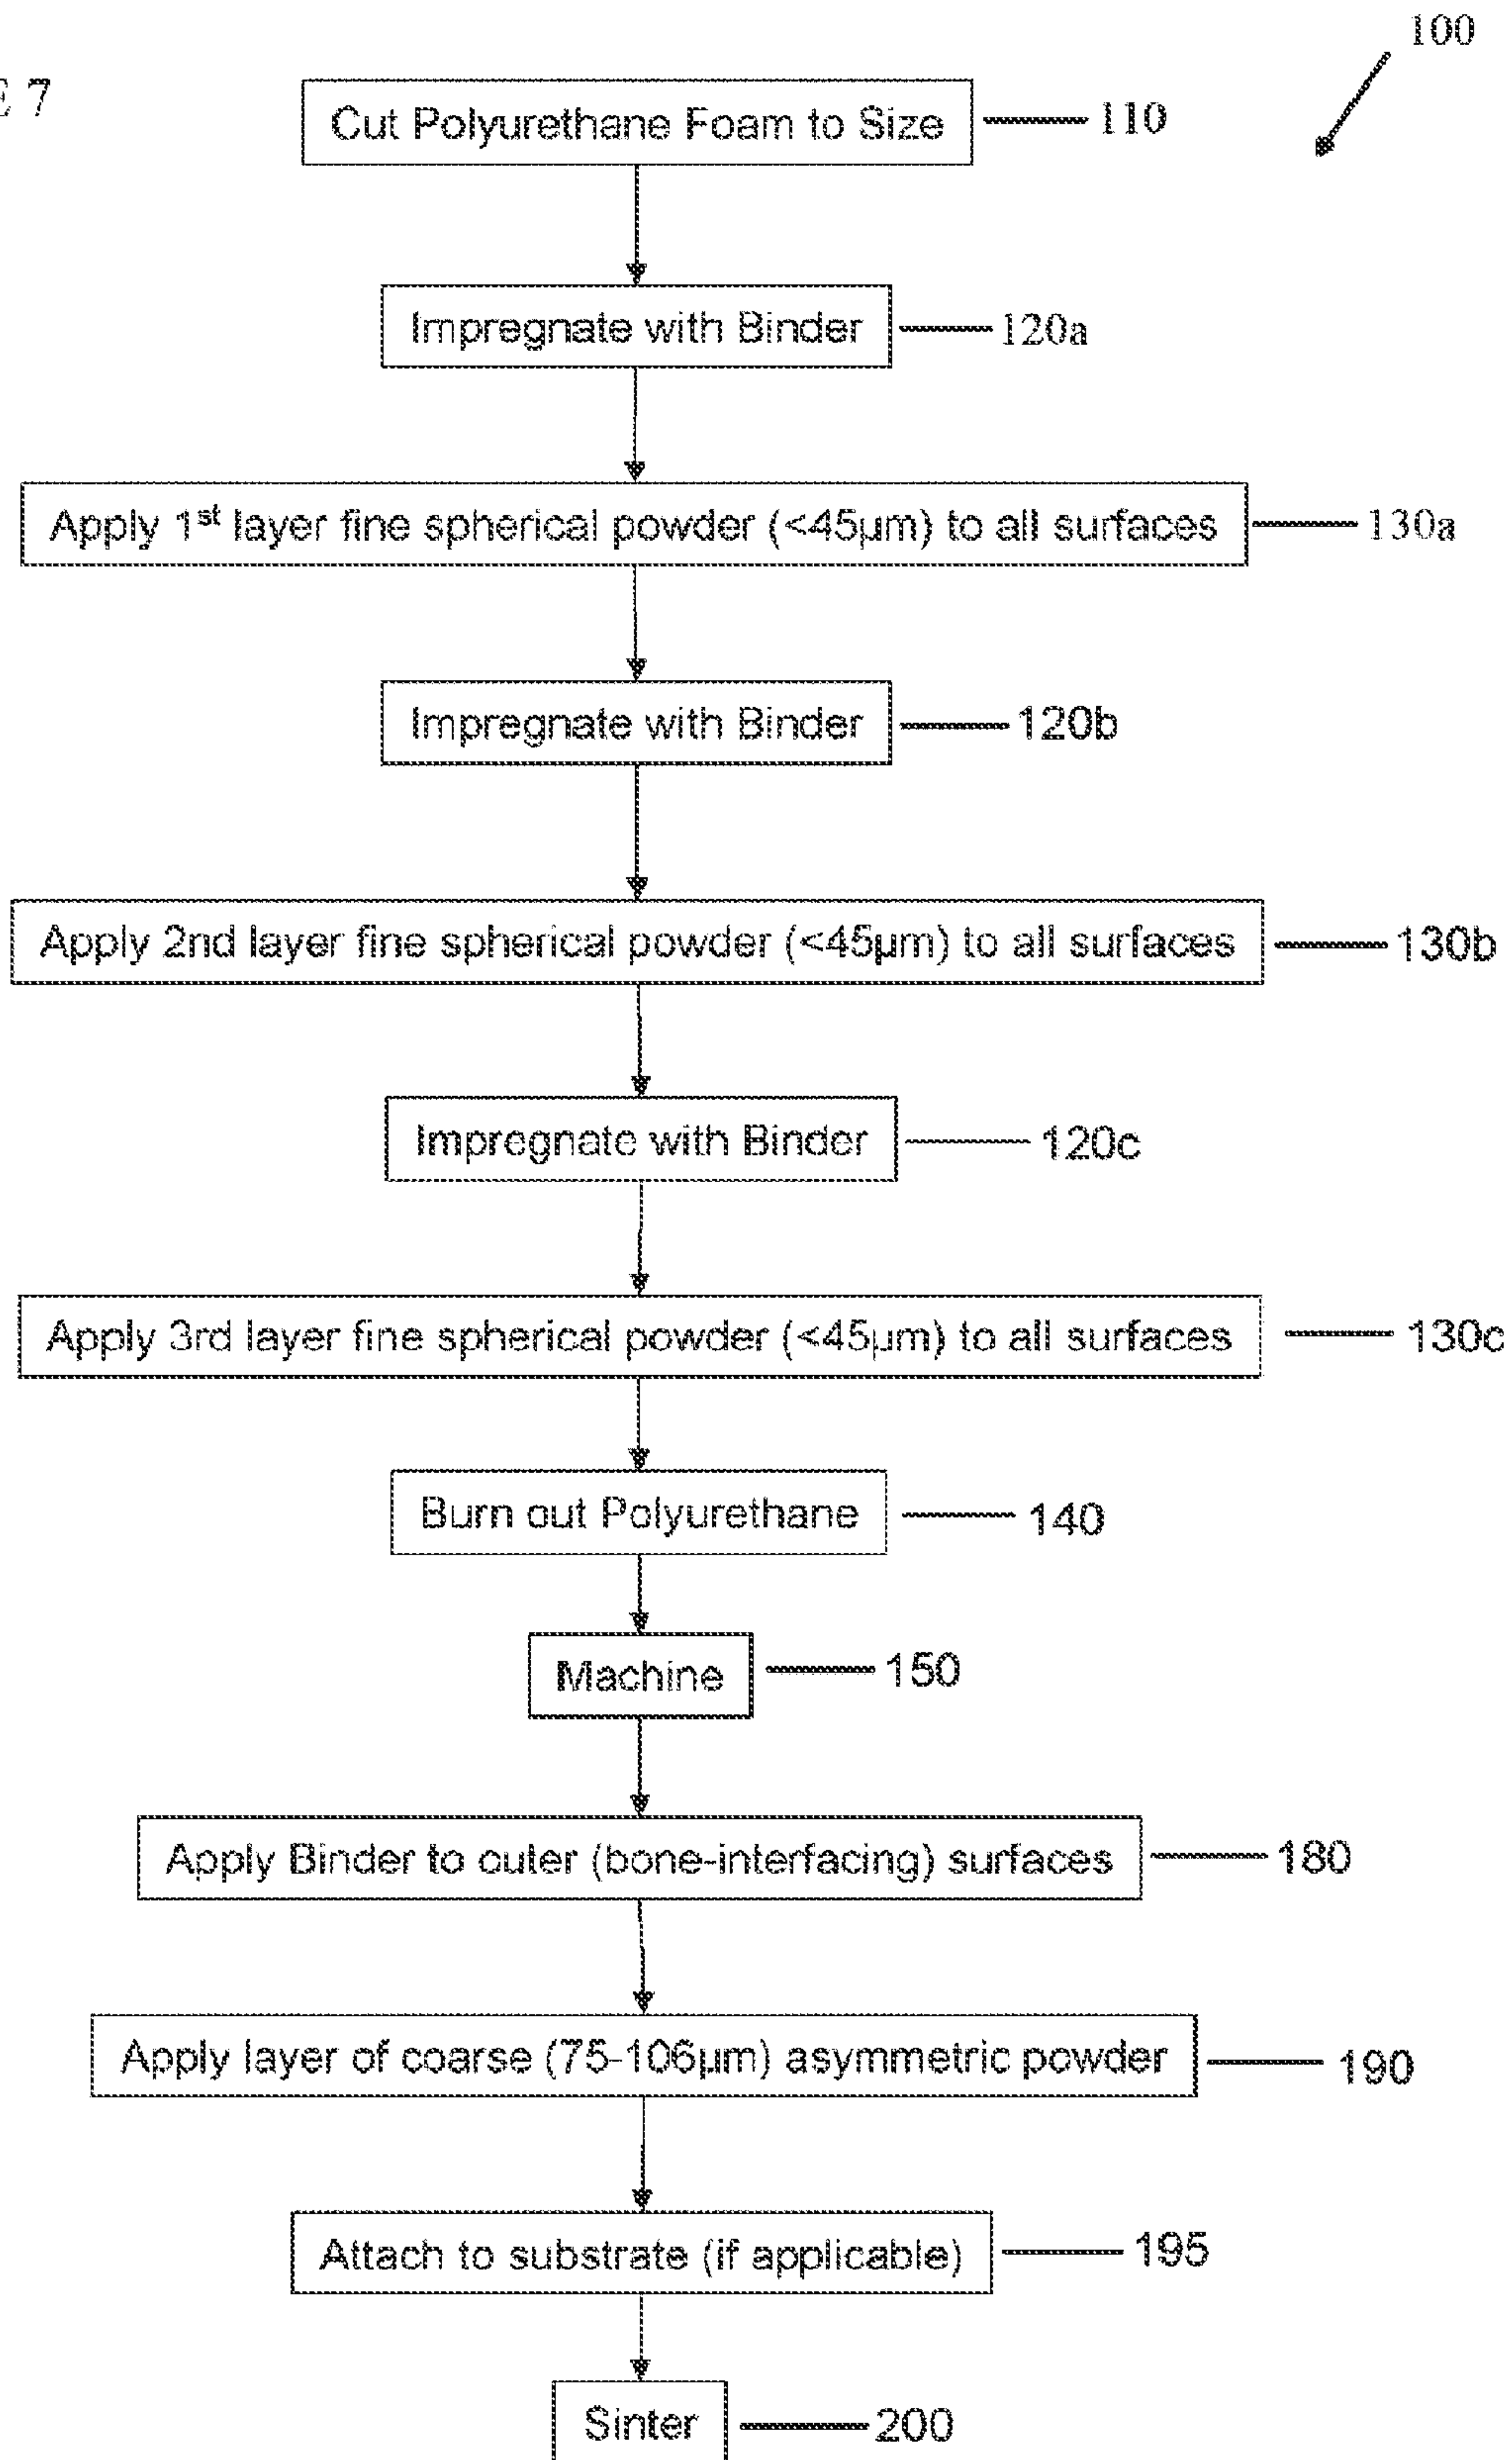 100
E 7
Cut Polyurethane Foam to Size 110
Impregnate with Binder 120a
Apply 1st layer fine spherical powder (<45µm) to all surfaces 130a
Impregnate with Binder 120b
Apply 2nd layer fine spherical powder (<45µm) to all surfaces 130b
Impregnate with Binder 120c
Apply 3rd layer fine spherical powder (<45µm) to all surfaces 130c
Burn out Polyurethane 140
Machine 150
Apply Binder to outer (bone-interfacing) surfaces 180
Apply layer of coarse (75-106µm) asymmetric powder 190
Attach to substrate (if applicable) 195
Sinter 200